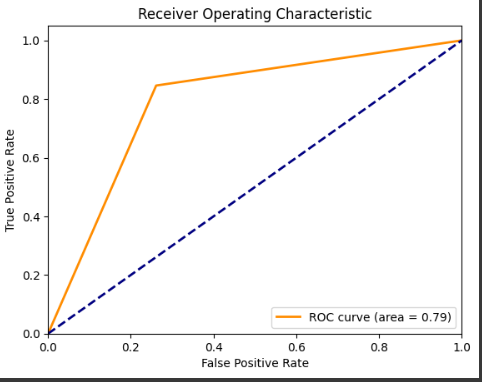 Receiver Operating Characteristic
1.0
0.8
0.6
0.4
0.2
0.0
True Positive Rate
ROC curve (area = 0.79)
0.0 0.2 0.4 0.6 0.8 1.0
False Positive Rate